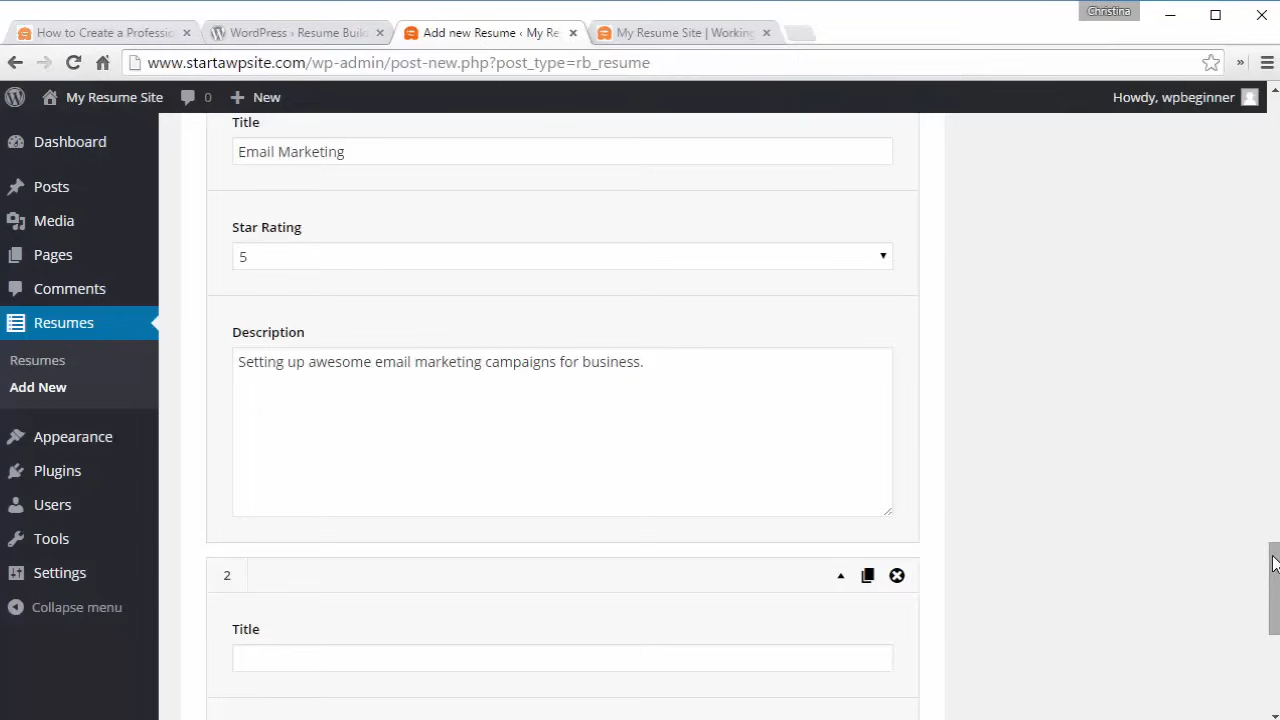 Christina
How to Create a Professio
WordPress › Resume Build
Add new Resume ‹ My Re
My Resume Site | Working
www.startawpsite.com/wp-admin/post-new.php?post_type=rb_resume
My Resume Site
0
New
Howdy, wpbeginner
Dashboard
Posts
Media
Pages
Comments
Resumes
Resumes
Add New
Appearance
Plugins
Users
Tools
Settings
Collapse menu
Title
Email Marketing
Star Rating
5
Description
Setting up awesome email marketing campaigns for business.
2
Title